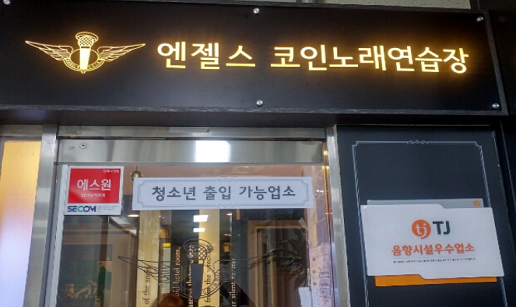 엔젤스 코인노래연습장
에스원
SECOM
청소년 출입 가능업소
TJ
음향시설우수업소